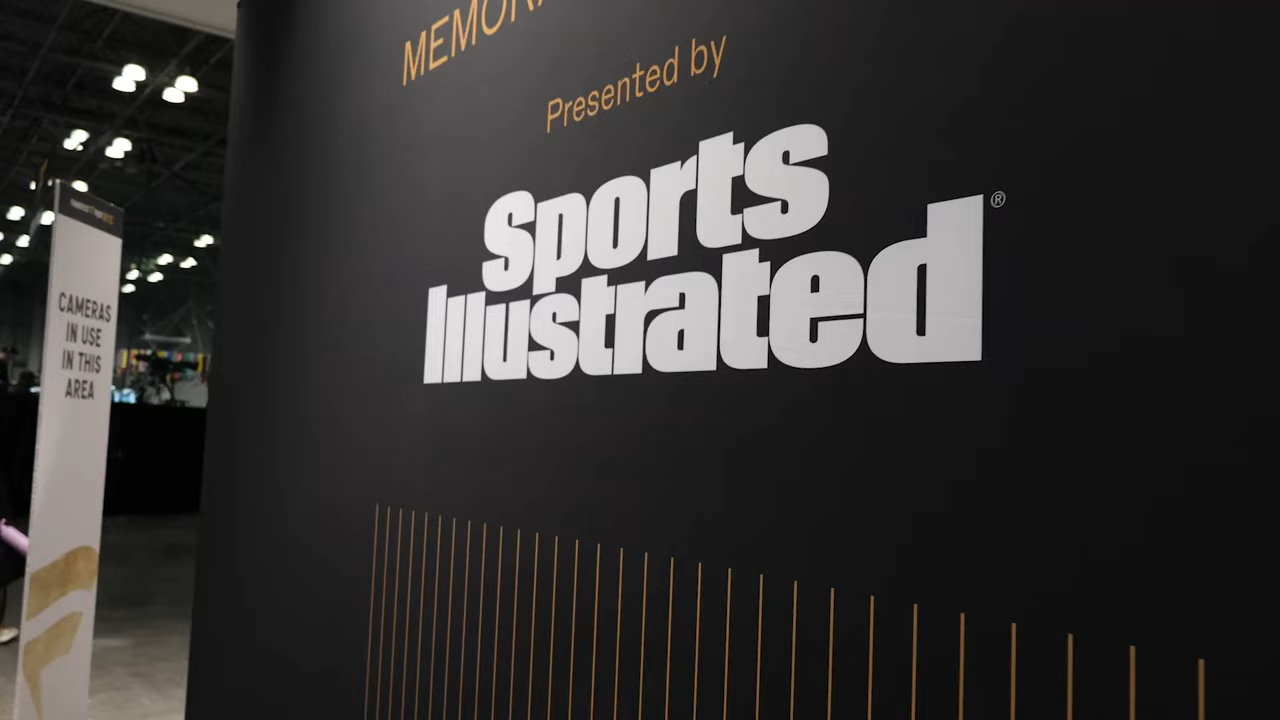 Presented by
Sports
Illustrated®
CAMERAS
IN USE
IN THIS
AREA